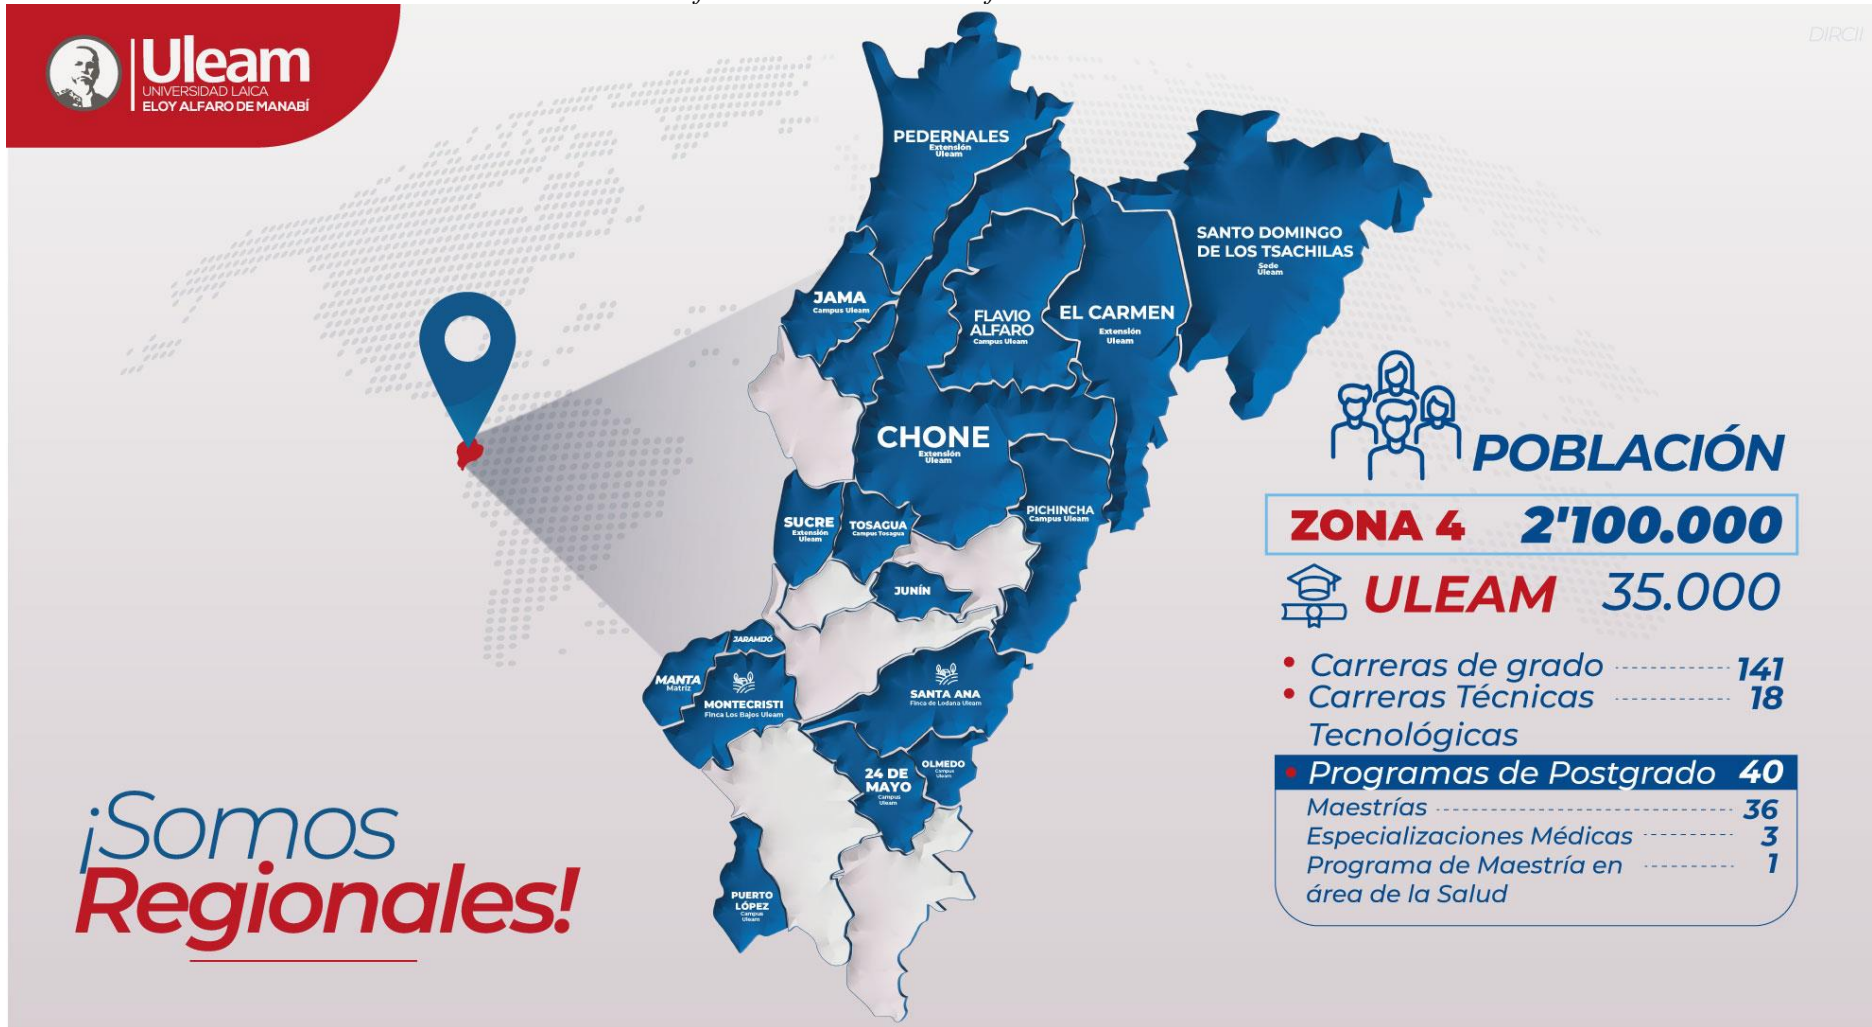 DIRCII
Uleam
UNIVERSIDAD LAICA
ELOY ALFARO DE MANABÍ
PEDERNALES
Extensión
Uleam
SANTO DOMINGO
DE LOS TSACHILAS
Sede
Uleam
JAMA
Campus Uleam
FLAVIO
ALFARO
Campus Uleam
EL CARMEN
Extensión
Uleam
CHONE
Extensión
Uleam
PICHINCHA
Campus Uleam
SUCRE
Extensión
Uleam
TOSAGUA
Campus Tosagua
JUNÍN
JARAMIJÓ
MANTA
Matriz
MONTECRISTI
Finca Los Bajos Uleam
SANTA ANA
Finca de Lodana Uleam
24 DE
MAYO
Campus
Uleam
OLMEDO
Campus
Uleam
PUERTO
LÓPEZ
Campus
Uleam
¡Somos
Regionales!
POBLACIÓN
ZONA 4 2'100.000
ULEAM 35.000
• Carreras de grado 141
• Carreras Técnicas 18
Tecnológicas
• Programas de Postgrado 40
Maestrías 36
Especializaciones Médicas 3
Programa de Maestría en 1
área de la Salud